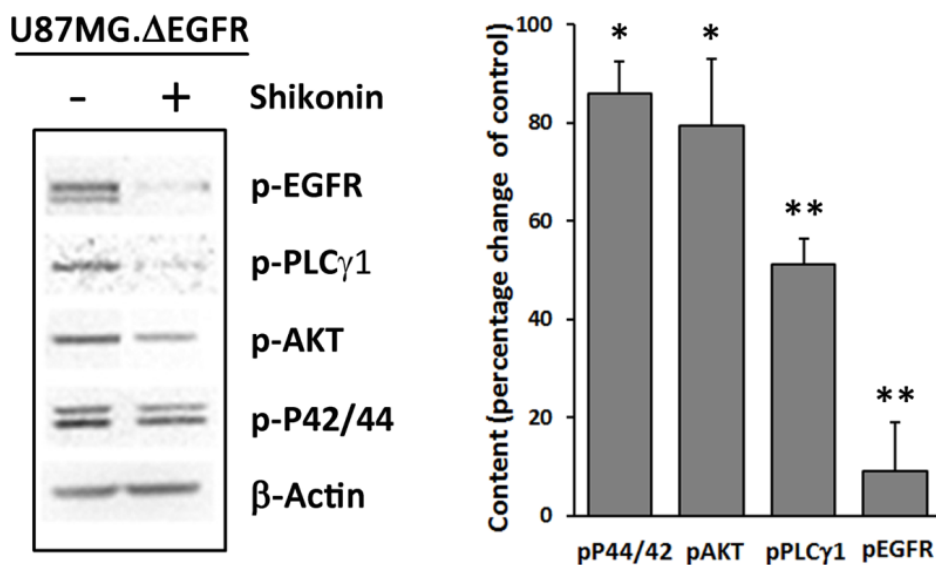 U87MG.ΔEGFR
- + Shikonin
p-EGFR
p-PLCγ1
p-AKT
p-P42/44
β-Actin
Content (percentage change of control)
100
80
60
40
20
0
* * ** **
pP44/42 pAKT pPLCγ1 pEGFR